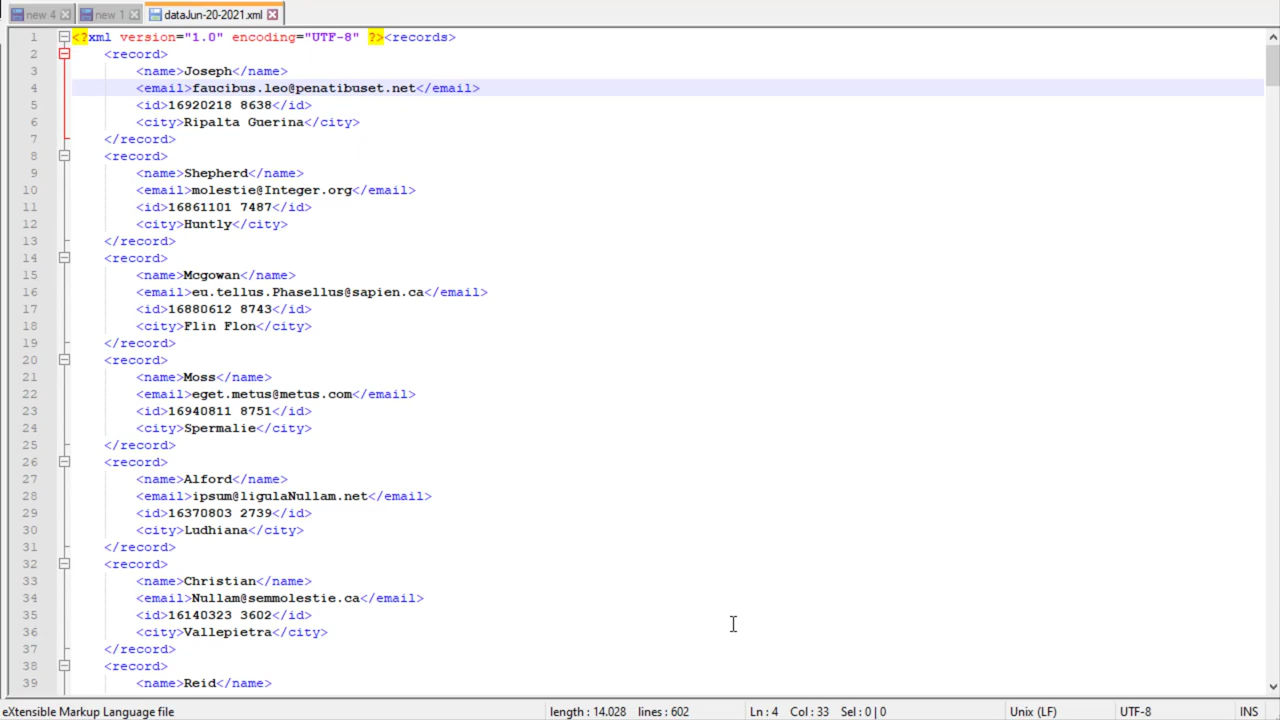 new 4 new 1 dataJun-20-2021.xml
1 <?xml version="1.0" encoding="UTF-8" ?><records>
2 <record>
3 <name>Joseph</name>
4 <email>faucibus.leo@penatibuset.net</email>
5 <id>16920218 8638</id>
6 <city>Ripalta Guerina</city>
7 </record>
8 <record>
9 <name>Shepherd</name>
10 <email>molestie@Integer.org</email>
11 <id>16861101 7487</id>
12 <city>Huntly</city>
13 </record>
14 <record>
15 <name>Mcgowan</name>
16 <email>eu.tellus.Phasellus@sapien.ca</email>
17 <id>16880612 8743</id>
18 <city>Flin Flon</city>
19 </record>
20 <record>
21 <name>Moss</name>
22 <email>eget.metus@metus.com</email>
23 <id>16940811 8751</id>
24 <city>Spermalie</city>
25 </record>
26 <record>
27 <name>Alford</name>
28 <email>ipsum@ligulaNullam.net</email>
29 <id>16370803 2739</id>
30 <city>Ludhiana</city>
31 </record>
32 <record>
33 <name>Christian</name>
34 <email>Nullam@semmolestie.ca</email>
35 <id>16140323 3602</id>
36 <city>Vallepietra</city>
37 </record>
38 <record>
39 <name>Reid</name>
eXtensible Markup Language file length : 14.028 lines : 602 Ln : 4 Col : 33 Sel : 0 | 0 Unix (LF) UTF-8 INS